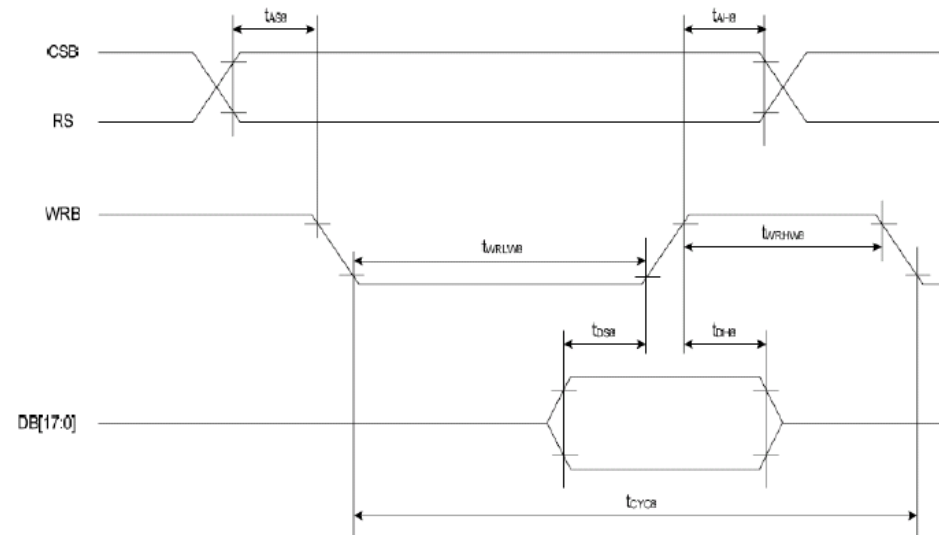 tAS8 tAH8
CSB
RS
WRB
tWRLW8 tWRHW8
tDS8 tDH8
DB[17:0]
tCYC8